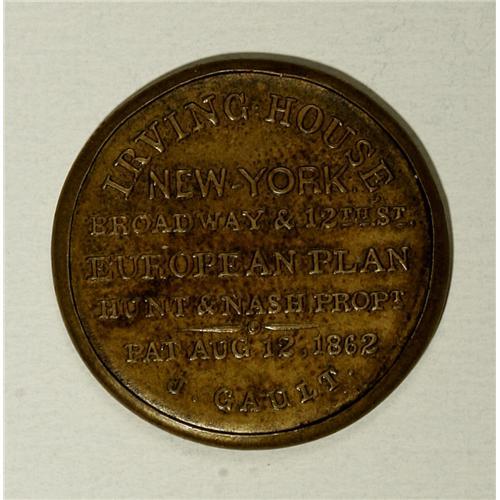 IRVING HOUSE
NEW-YORK.
BROADWAY & 12TH ST.
EUROPEAN PLAN
HUNT & NASH PROPT
PAT AUG 12, 1862
J. GAULT.